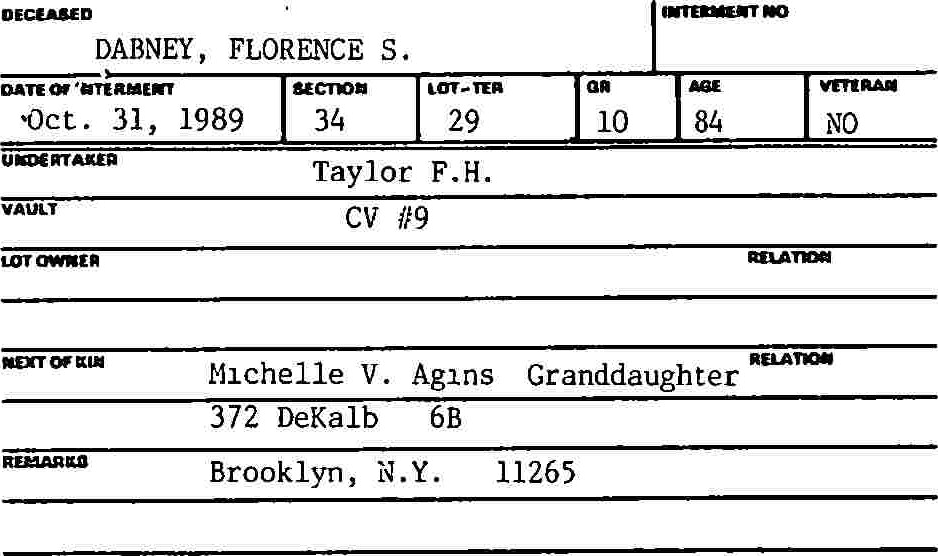 DECEASED INTERMENT NO
DABNEY, FLORENCE S.
DATE OF INTERMENT SECTION LOT-TER GR AGE VETERAN
Oct. 31, 1989 34 29 10 84 NO
UNDERTAKER
Taylor F.H.
VAULT
CV #9
LOT OWNER RELATION
NEXT OF KIN RELATION
Michelle V. Agins Granddaughter
372 DeKalb 6B
REMARKS
Brooklyn, N.Y. 11265